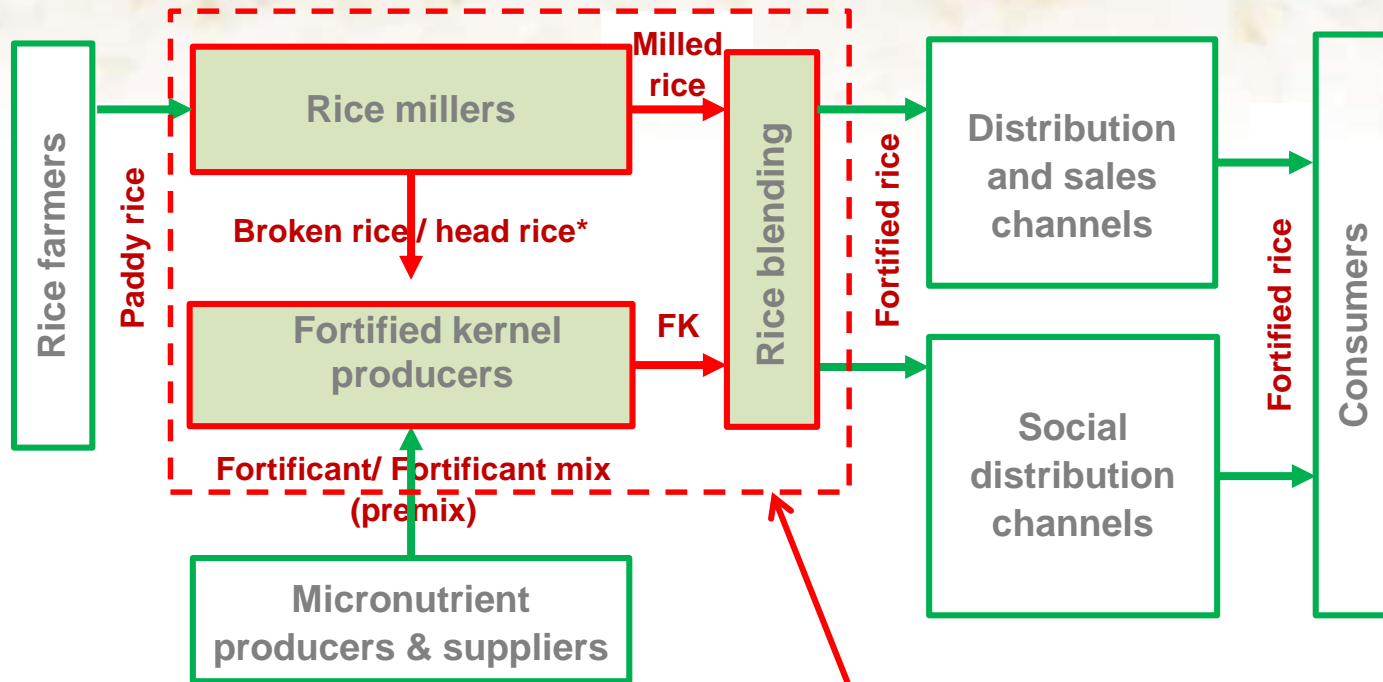 Rice farmers
Paddy rice
Rice millers
Milled
rice
Broken rice / head rice*
Fortified kernel
producers
FK
Rice blending
Fortificant/ Fortificant mix
(premix)
Micronutrient
producers & suppliers
Fortified rice
Distribution
and sales
channels
Social
distribution
channels
Fortified rice
Consumers